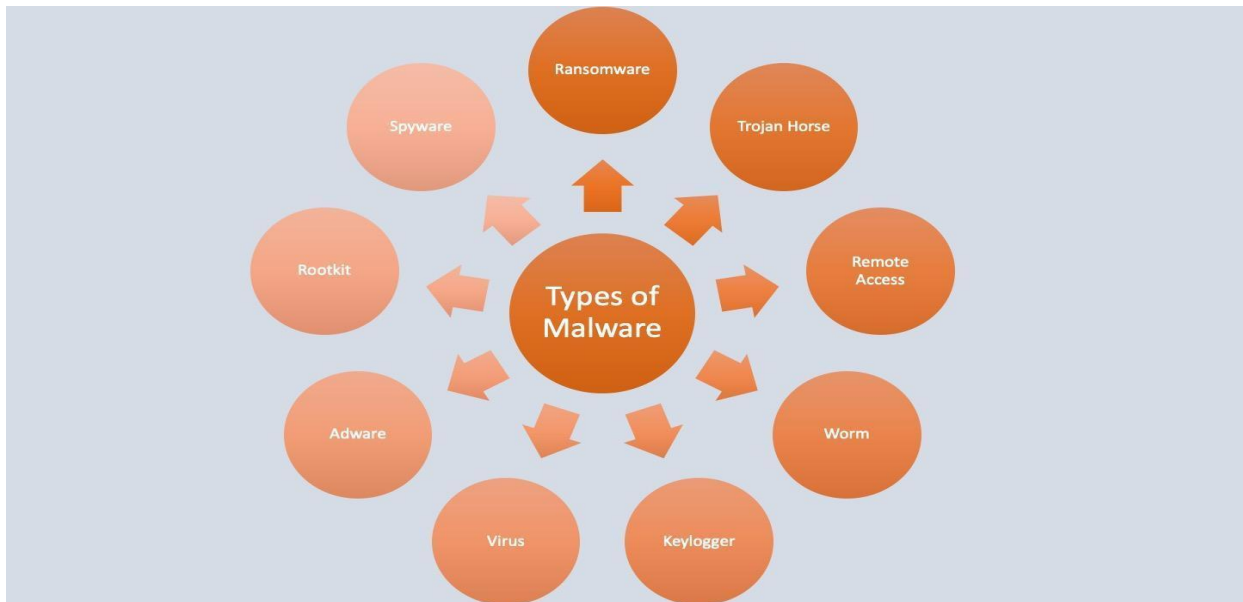 Types of
Malware
Ransomware
Trojan Horse
Remote
Access
Worm
Keylogger
Virus
Adware
Rootkit
Spyware